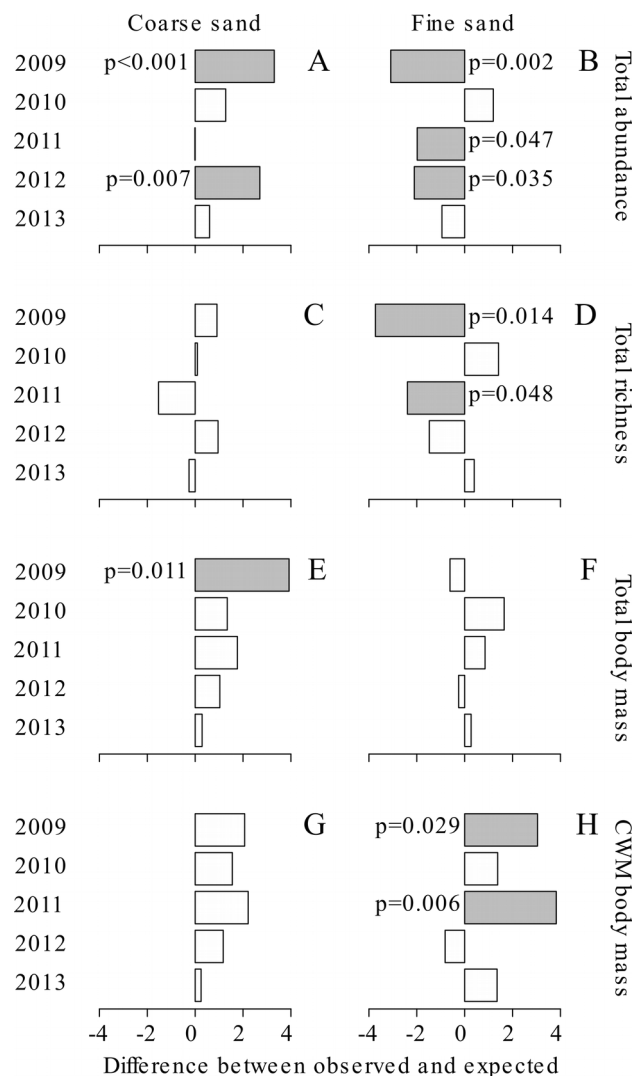 Coarse sand Fine sand
2009 p<0.001 A p=0.002 B
2010
2011 p=0.047
2012 p=0.007 p=0.035
2013
Total abundance
2009 C p=0.014 D
2010
2011 p=0.048
2012
2013
Total richness
2009 p=0.011 E F
2010
2011
2012
2013
Total body mass
2009 G p=0.029 H
2010
2011 p=0.006
2012
2013
CWM body mass
-4 -2 0 2 4 -4 -2 0 2 4
Difference between observed and expected